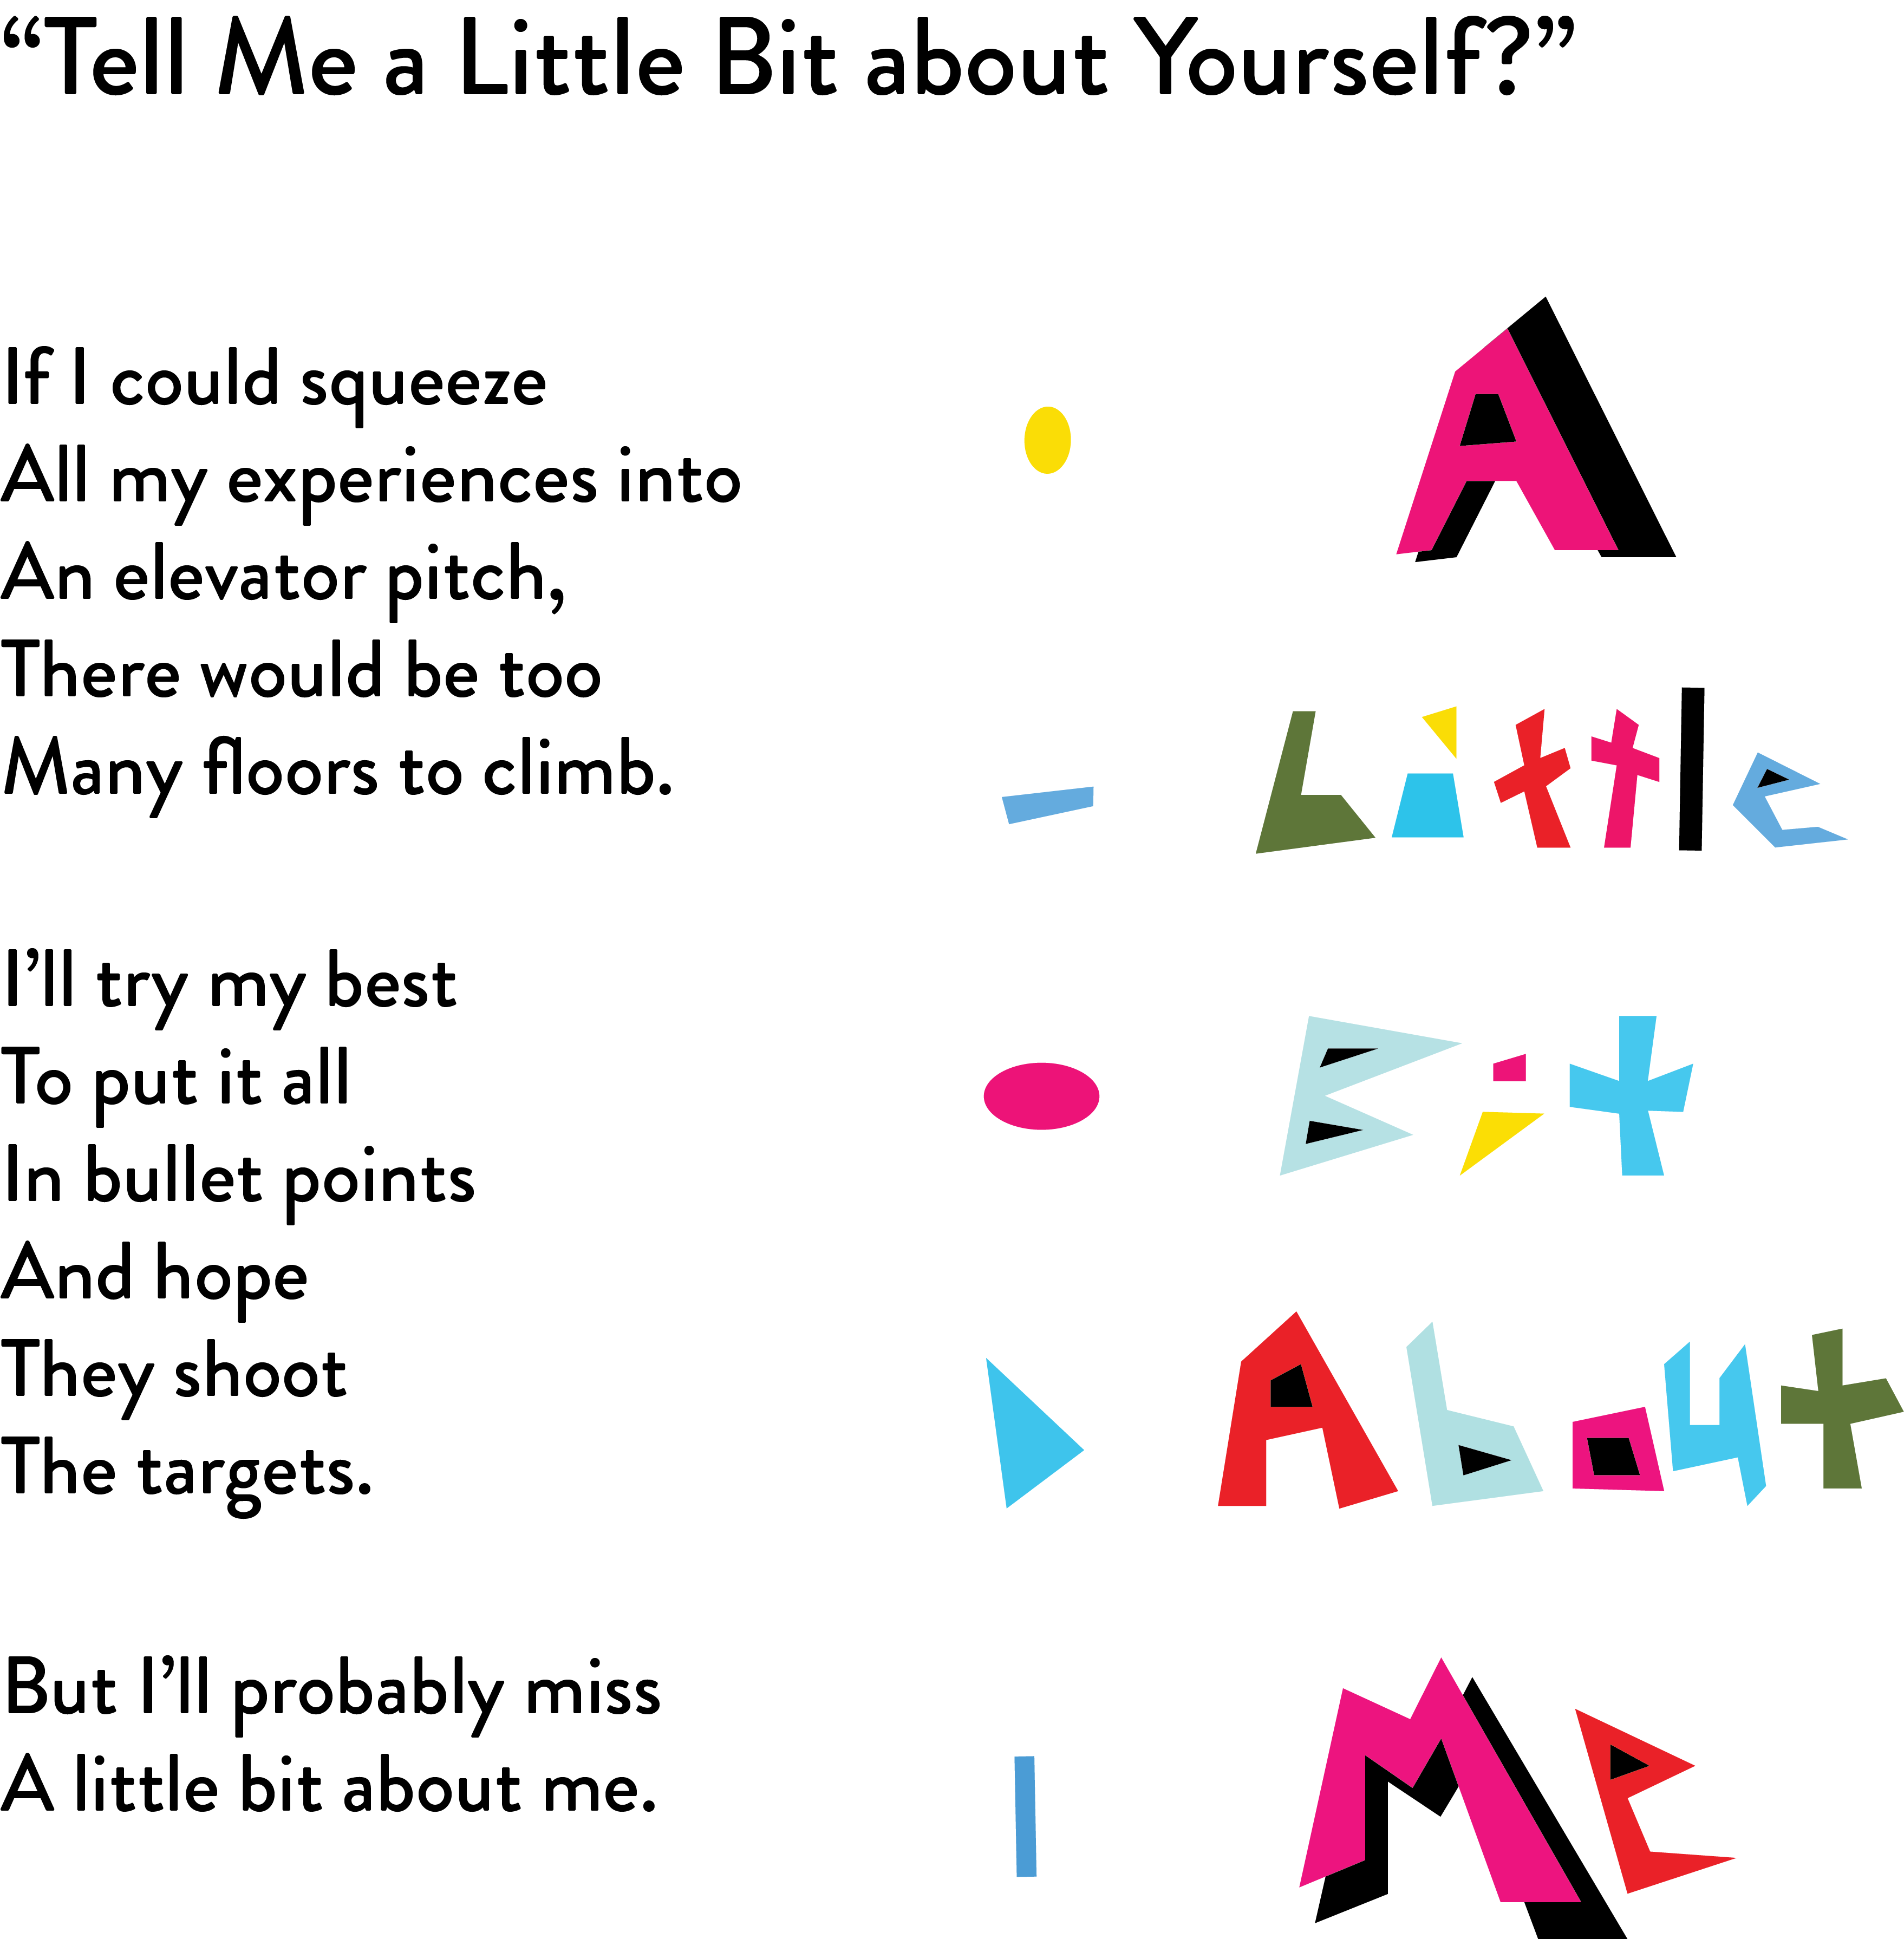 “Tell Me a Little Bit about Yourself?”
If I could squeeze
All my experiences into
An elevator pitch,
There would be too
Many floors to climb.
I’ll try my best
To put it all
In bullet points
And hope
They shoot
The targets.
But I’ll probably miss
A little bit about me.
A
Little
Bit
About
ME